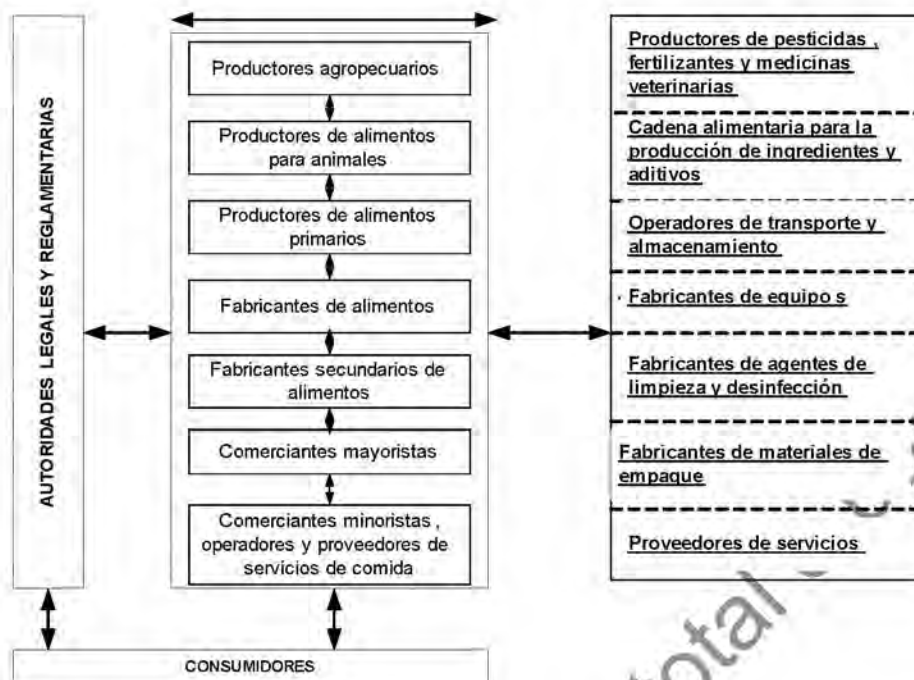 AUTORIDADES LEGALES Y REGLAMENTARIAS
Productores agropecuarios
Productores de alimentos
para animales
Productores de alimentos
primarios
Fabricantes de alimentos
Fabricantes secundarios de
alimentos
Comerciantes mayoristas
Comerciantes minoristas ,
operadores y proveedores de
servicios de comida
Productores de pesticidas ,
fertilizantes y medicinas
veterinarias
Cadena alimentaria para la
producción de ingredientes y
aditivos
Operadores de transporte y
almacenamiento
Fabricantes de equipo s
Fabricantes de agentes de
limpieza y desinfección
Fabricantes de materiales de
empaque
Proveedores de servicios
CONSUMIDORES
total